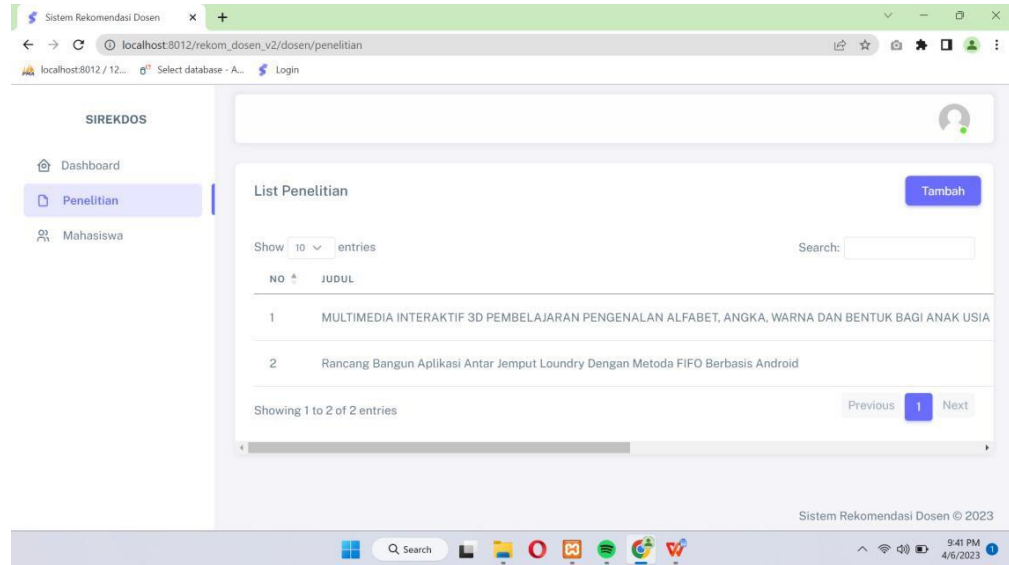 Sistem Rekomendasi Dosen
localhost:8012/rekom_dosen_v2/dosen/penelitian
localhost:8012 / 12... Select database - A... Login
SIREKDOS
Dashboard
Penelitian
Mahasiswa
List Penelitian Tambah
Show 10 entries Search:
NO JUDUL
1 MULTIMEDIA INTERAKTIF 3D PEMBELAJARAN PENGENALAN ALFABET, ANGKA, WARNA DAN BENTUK BAGI ANAK USIA
2 Rancang Bangun Aplikasi Antar Jemput Loundry Dengan Metoda FIFO Berbasis Android
Showing 1 to 2 of 2 entries Previous 1 Next
Sistem Rekomendasi Dosen © 2023
Search 9:41 PM
4/6/2023 1